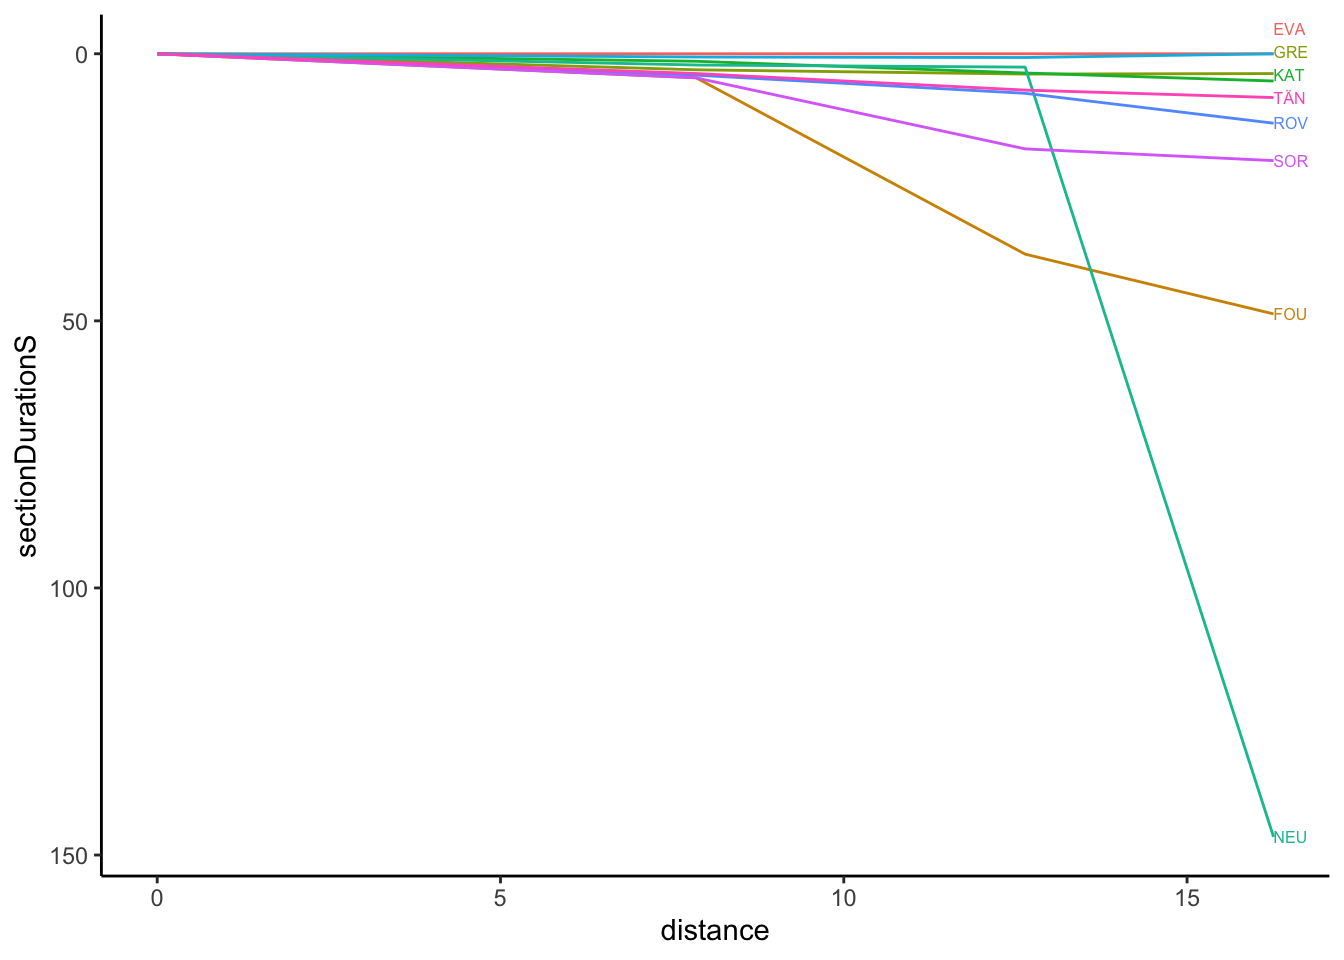 sectionDurationS
0
50
100
150
EVA
GRE
KAT
TÄN
ROV
SOR
FOU
NEU
0
5
10
15
distance